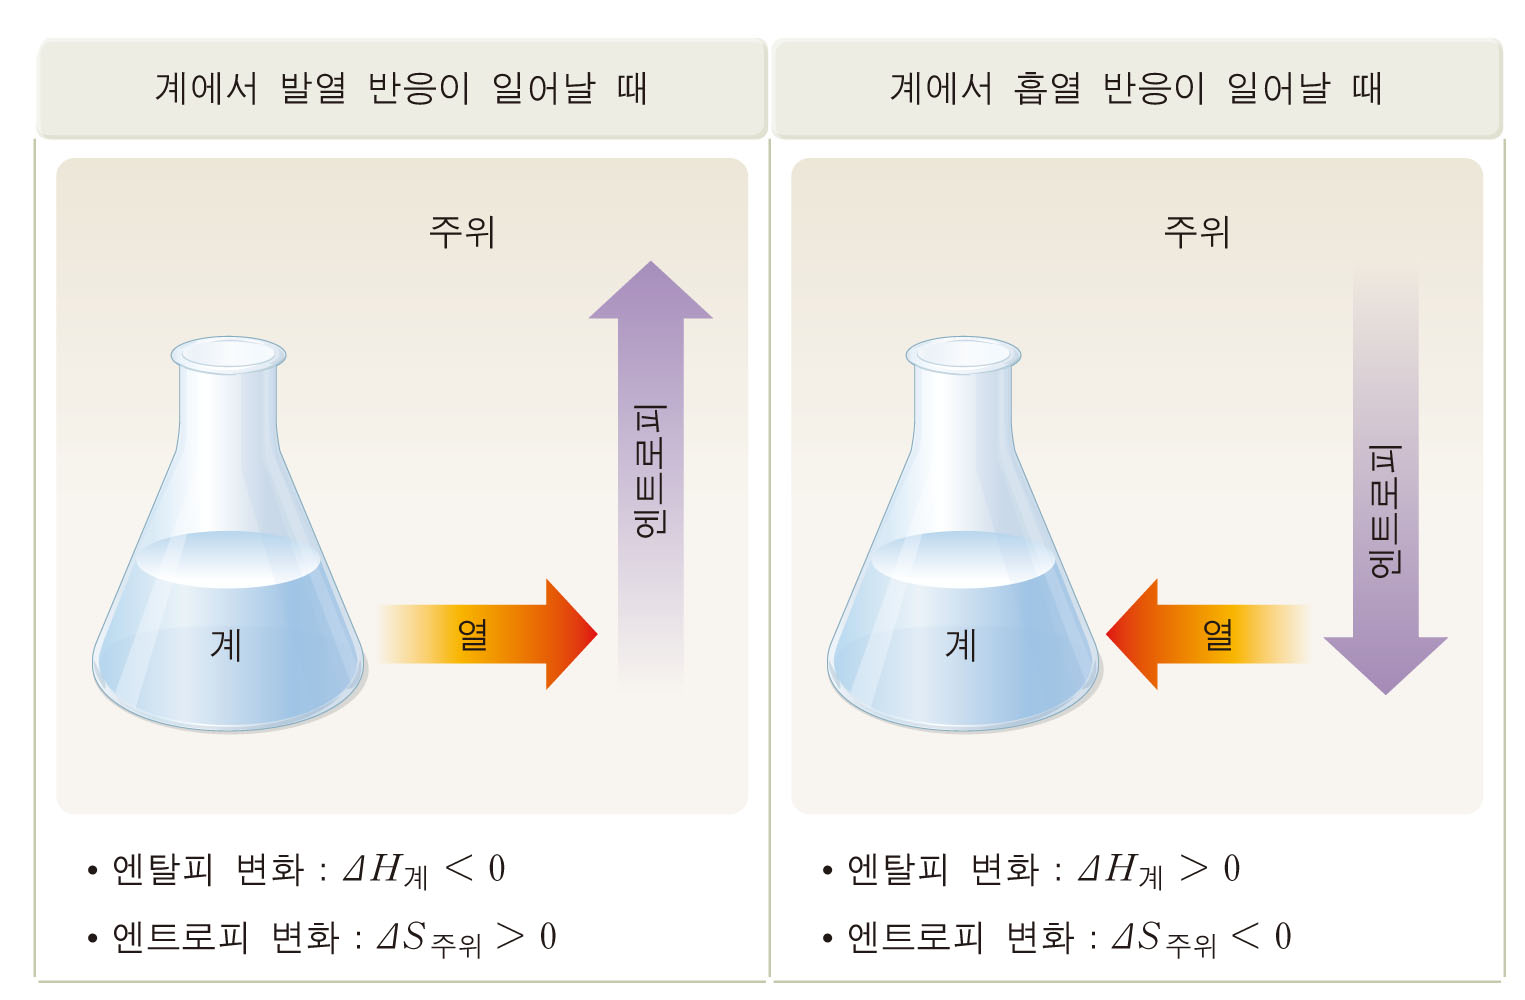 계에서 발열 반응이 일어날 때
주위
엔트로피
열
계
• 엔탈피 변화 : ΔH계 < 0
• 엔트로피 변화 : ΔS주위 > 0
계에서 흡열 반응이 일어날 때
주위
엔트로피
열
계
• 엔탈피 변화 : ΔH계 > 0
• 엔트로피 변화 : ΔS주위 < 0